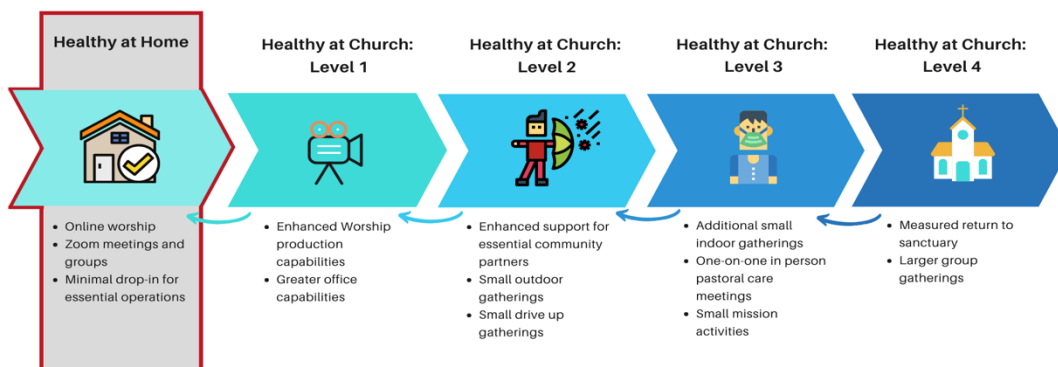 Healthy at Home
Online worship
Zoom meetings and
groups
Minimal drop-in for
essential operations
Healthy at Church:
Level 1
Enhanced Worship
production
capabilities
Greater office
capabilities
Healthy at Church:
Level 2
Enhanced support for
essential community
partners
Small outdoor
gatherings
Small drive up
gatherings
Healthy at Church:
Level 3
Additional small
indoor gatherings
One-on-one in person
pastoral care
meetings
Small mission
activities
Healthy at Church:
Level 4
Measured return to
sanctuary
Larger group
gatherings